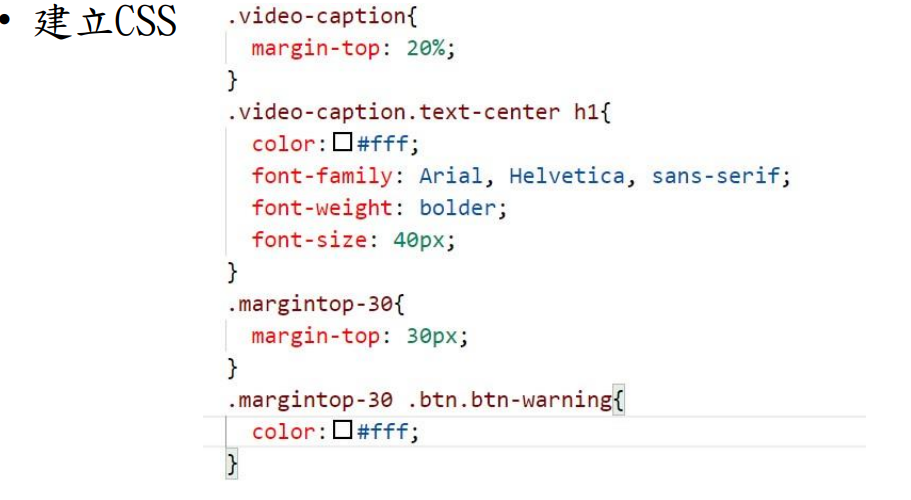 • 建立CSS
.video-caption{
margin-top: 20%;
}
.video-caption.text-center h1{
color:#fff;
font-family: Arial, Helvetica, sans-serif;
font-weight: bolder;
font-size: 40px;
}
.margintop-30{
margin-top: 30px;
}
.margintop-30 .btn.btn-warning{
color:#fff;
}